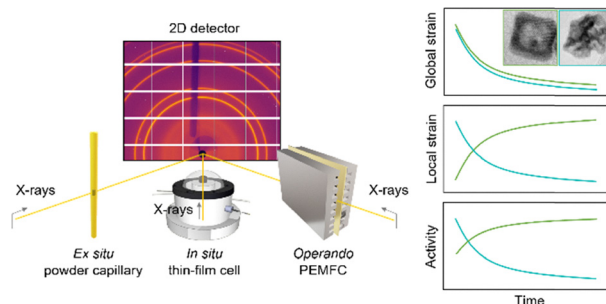 2D detector
X-rays
Ex situ
powder capillary
X-rays
In situ
thin-film cell
Operando
PEMFC
X-rays
Global strain
Local strain
Activity
Time